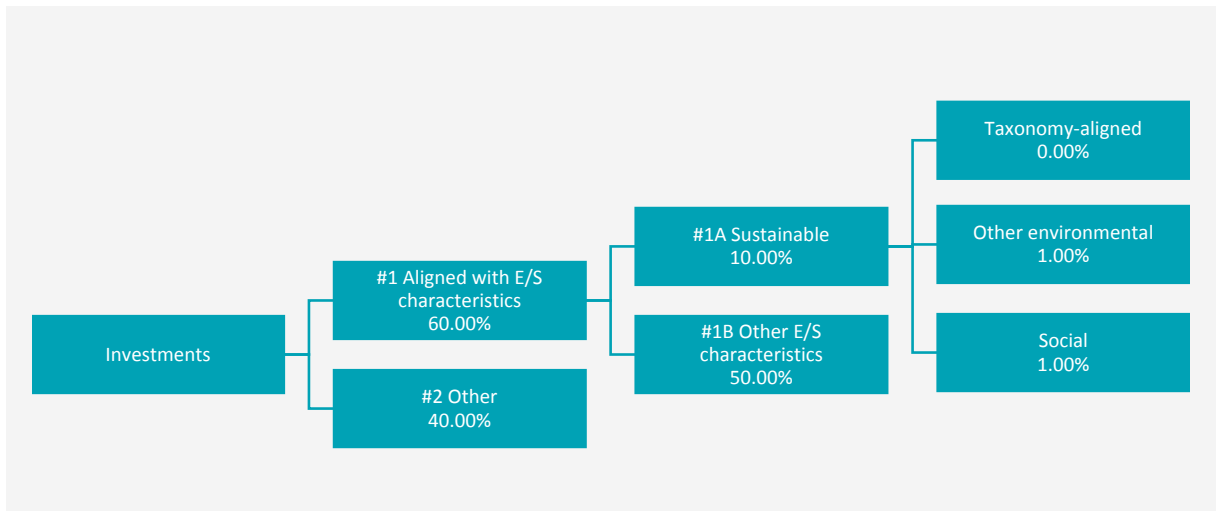 Investments
#1 Aligned with E/S
characteristics
60.00%
#2 Other
40.00%
#1A Sustainable
10.00%
#1B Other E/S
characteristics
50.00%
Taxonomy-aligned
0.00%
Other environmental
1.00%
Social
1.00%